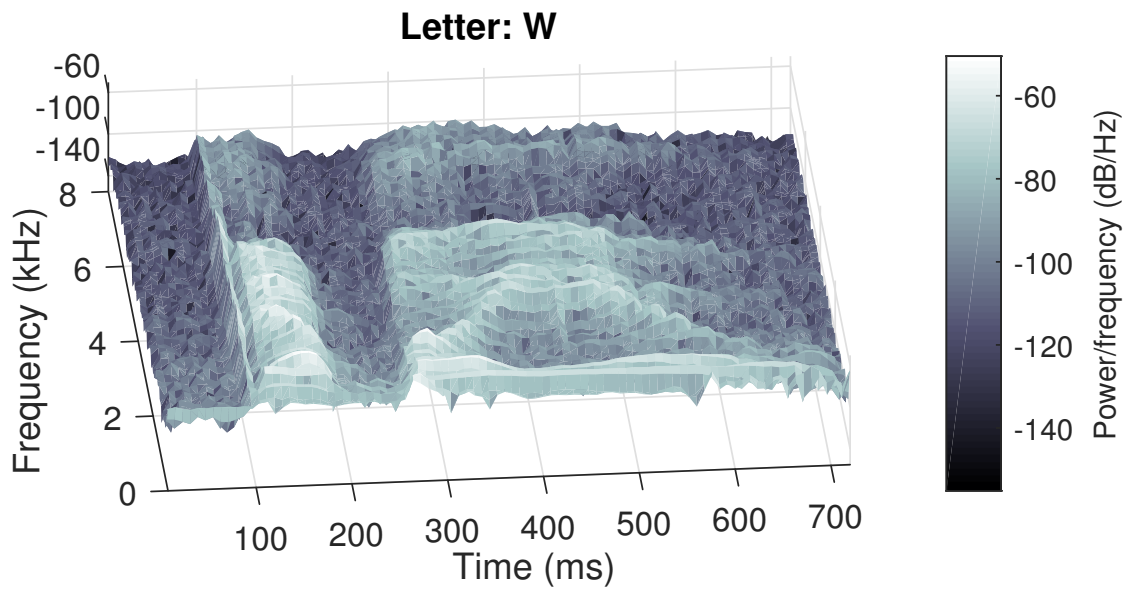 Letter: W
-60
-100
-140
8
6
4
2
0
Frequency (kHz)
100 200 300 400 500 600 700
Time (ms)
-60
-80
-100
-120
-140
Power/frequency (dB/Hz)